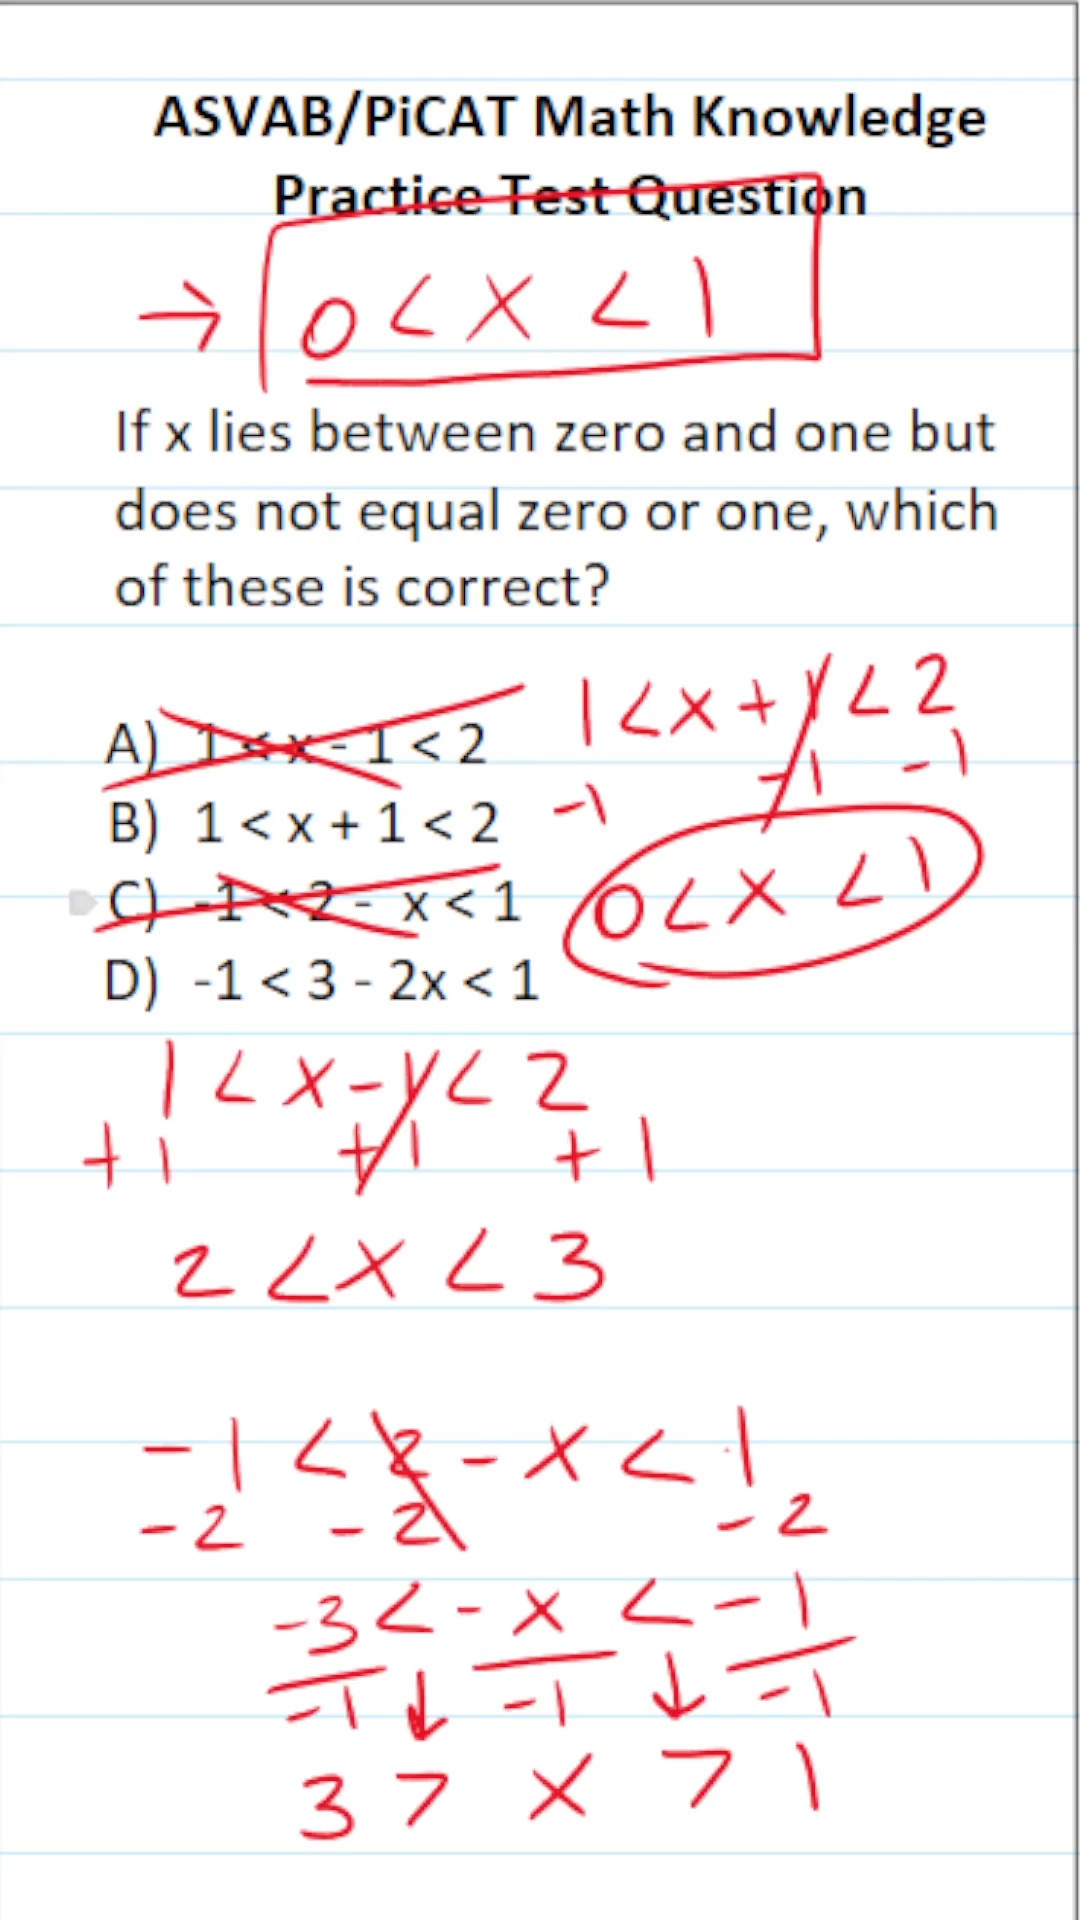 ASVAB/PiCAT Math Knowledge
Practice Test Question
→ 0 < x < 1
If x lies between zero and one but
does not equal zero or one, which
of these is correct?
A) 1 < x - 1 < 2
B) 1 < x + 1 < 2
C) -1 < 2 - x < 1
D) -1 < 3 - 2x < 1
1 < x + 1 < 2
-1 -1 -1
0 < x < 1
1 < x - 1 < 2
+1 +1 +1
2 < x < 3
-1 < 2 - x < 1
-2 -2 -2
-3 < -x < -1
-1 ↓ -1 ↓ -1
3 > x > 1